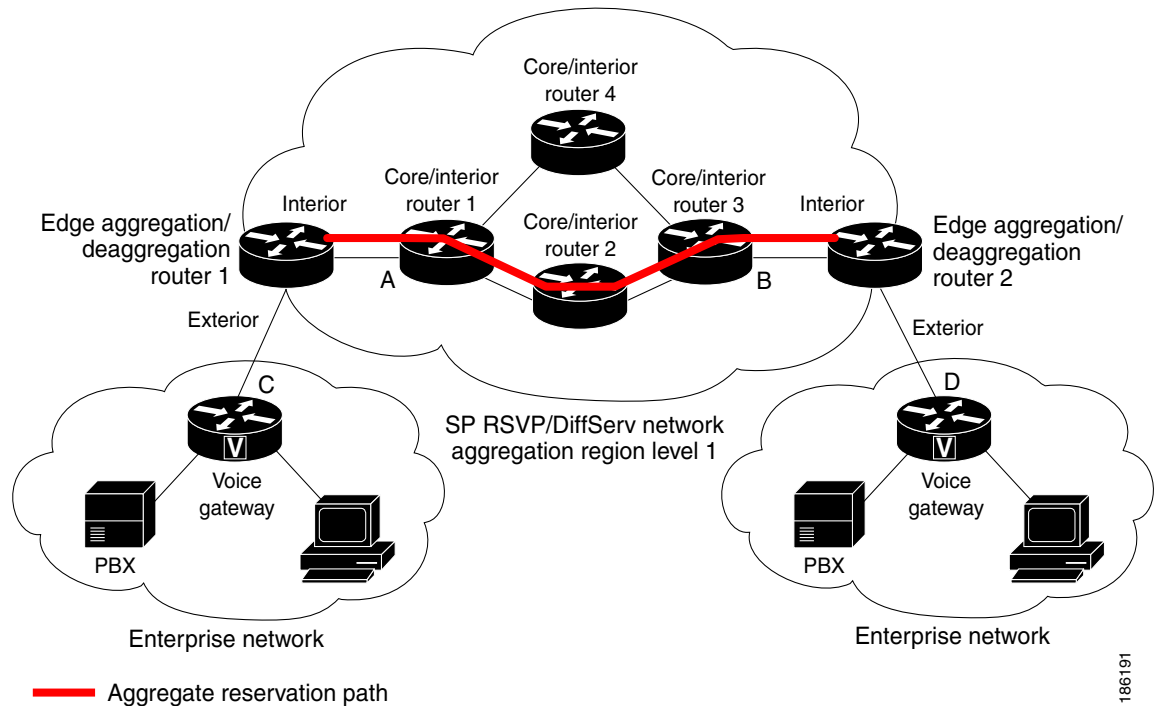 Core/interior
router 4
Core/interior
router 1
Core/interior
router 3
Interior
Interior
Core/interior
router 2
Edge aggregation/
deaggregation
router 1
Edge aggregation/
deaggregation
router 2
A
B
Exterior
Exterior
C
D
SP RSVP/DiffServ network
aggregation region level 1
V
V
Voice
gateway
Voice
gateway
PBX
PBX
Enterprise network
Enterprise network
Aggregate reservation path
186191